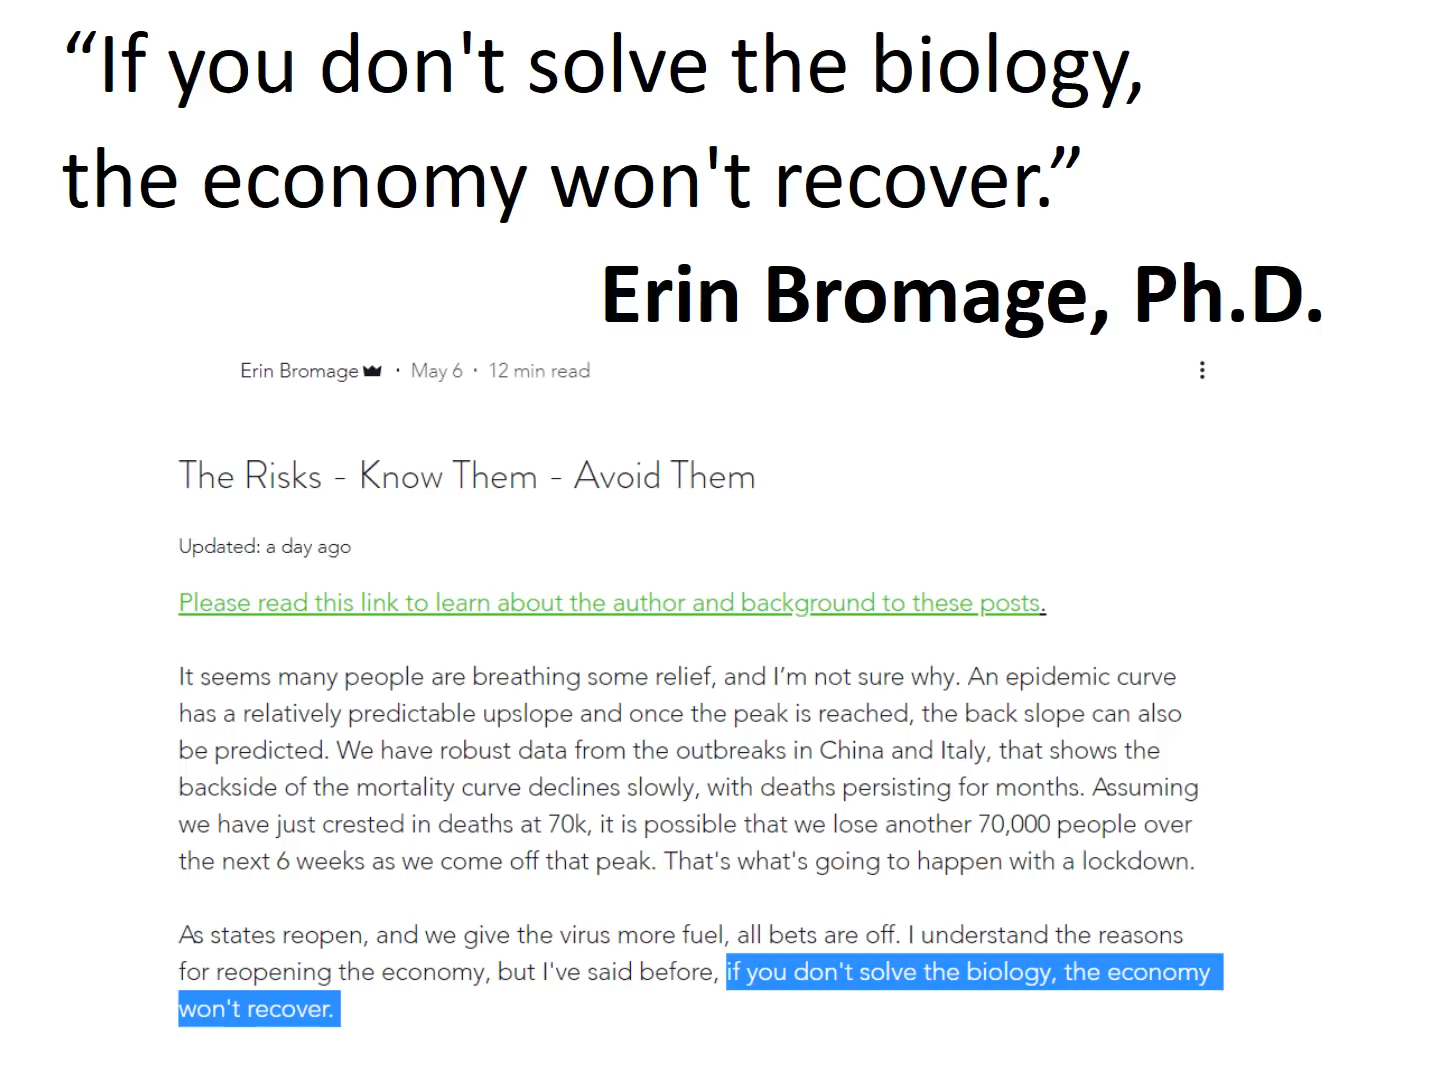 “If you don't solve the biology,
the economy won't recover.”
Erin Bromage, Ph.D.
Erin Bromage · May 6 · 12 min read
The Risks - Know Them - Avoid Them
Updated: a day ago
Please read this link to learn about the author and background to these posts.
It seems many people are breathing some relief, and I’m not sure why. An epidemic curve
has a relatively predictable upslope and once the peak is reached, the back slope can also
be predicted. We have robust data from the outbreaks in China and Italy, that shows the
backside of the mortality curve declines slowly, with deaths persisting for months. Assuming
we have just crested in deaths at 70k, it is possible that we lose another 70,000 people over
the next 6 weeks as we come off that peak. That's what's going to happen with a lockdown.
As states reopen, and we give the virus more fuel, all bets are off. I understand the reasons
for reopening the economy, but I've said before, if you don't solve the biology, the economy
won't recover.